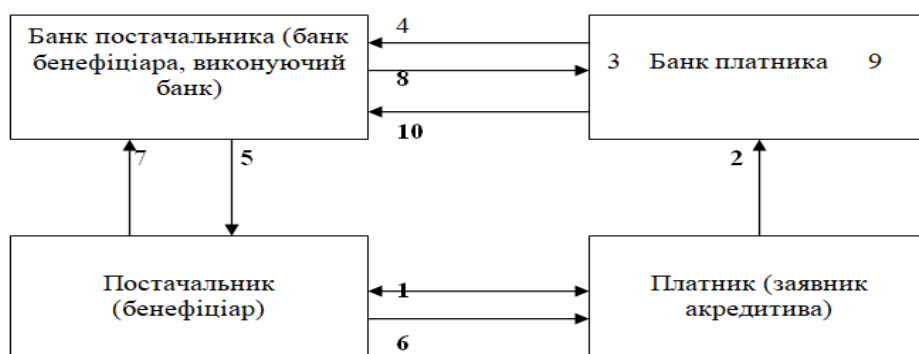 4
Банк постачальника (банк
бенефіціара, виконуючий
банк)
3 Банк платника 9
8
10
7 5 2
Постачальник
(бенефіціар)
1
Платник (заявник
акредитива)
6